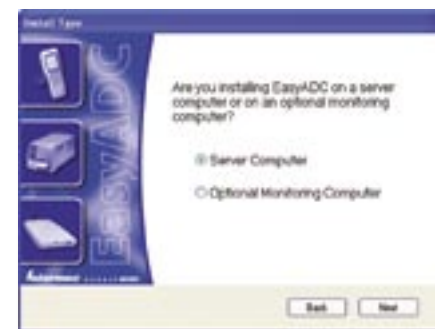 Install Type
Are you installing EasyADC on a server
computer or on an optional monitoring
computer?
Server Computer
Optional Monitoring Computer
EasyADC
Intermec
Back
Next